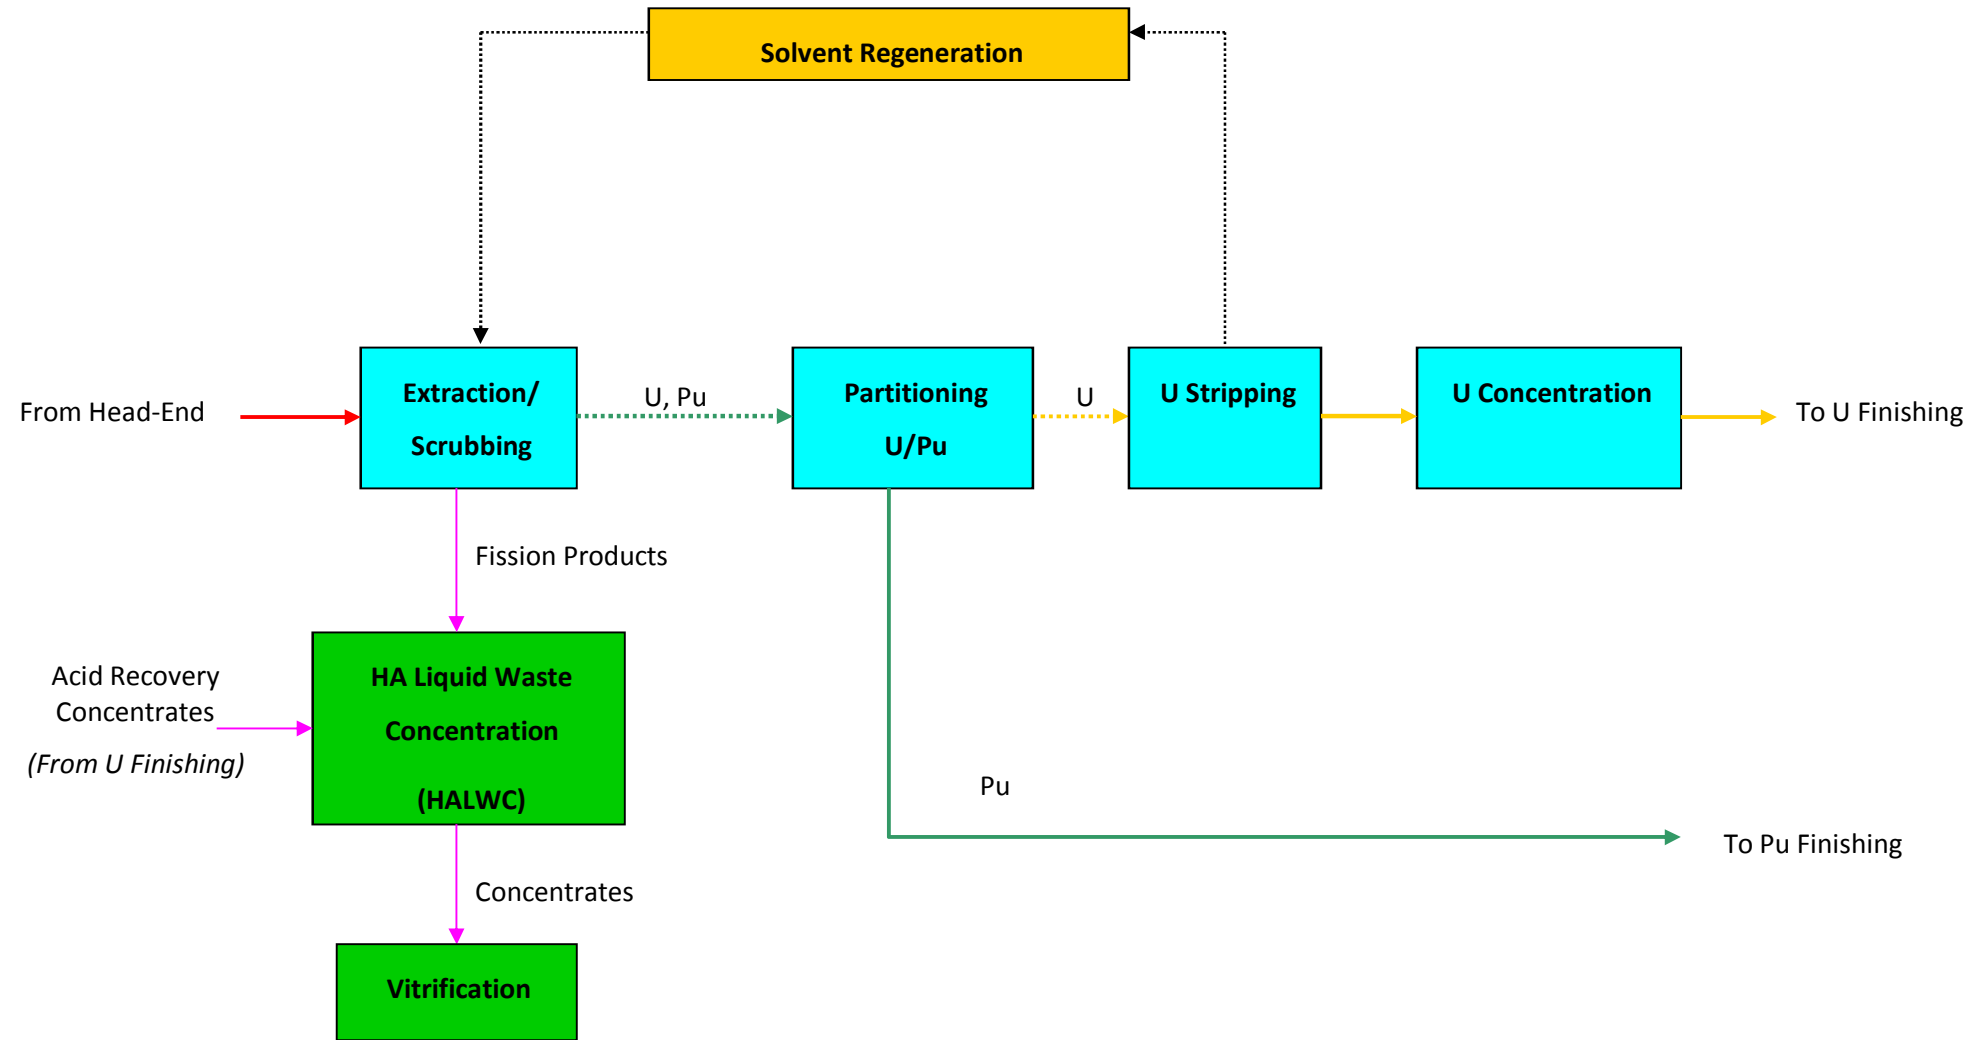 Solvent Regeneration
From Head-End
Extraction/
Scrubbing
U, Pu
Partitioning
U/Pu
U
U Stripping
U Concentration
To U Finishing
Fission Products
Acid Recovery
Concentrates
(From U Finishing)
HA Liquid Waste
Concentration
(HALWC)
Pu
To Pu Finishing
Concentrates
Vitrification